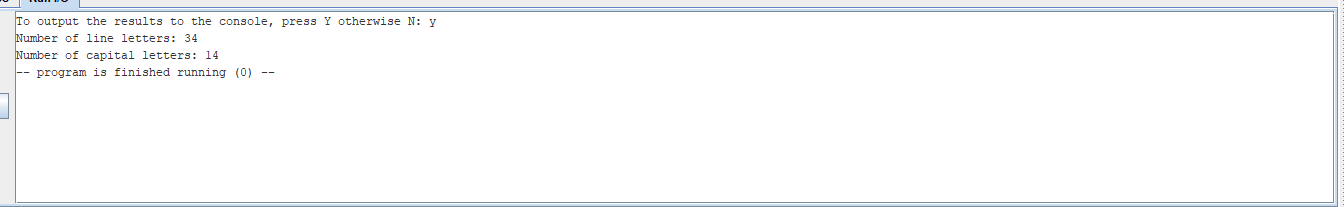 To output the results to the console, press Y otherwise N: y
Number of line letters: 34
Number of capital letters: 14
-- program is finished running (0) --